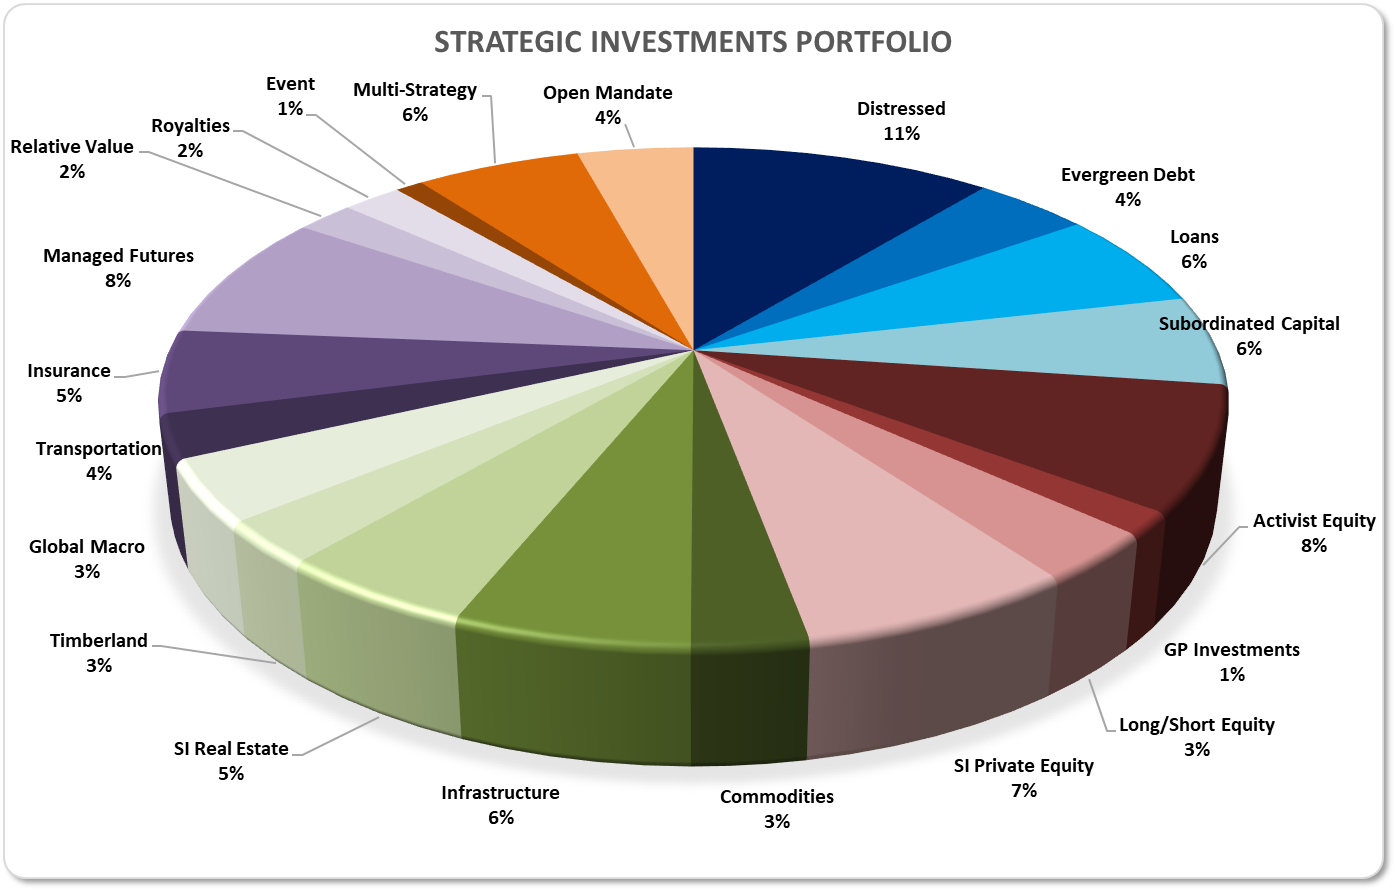 STRATEGIC INVESTMENTS PORTFOLIO
Distressed
11%
Evergreen Debt
4%
Loans
6%
Subordinated Capital
6%
Activist Equity
8%
GP Investments
1%
Long/Short Equity
3%
SI Private Equity
7%
Commodities
3%
Infrastructure
6%
SI Real Estate
5%
Timberland
3%
Global Macro
3%
Transportation
4%
Insurance
5%
Managed Futures
8%
Relative Value
2%
Royalties
2%
Event
1%
Multi-Strategy
6%
Open Mandate
4%